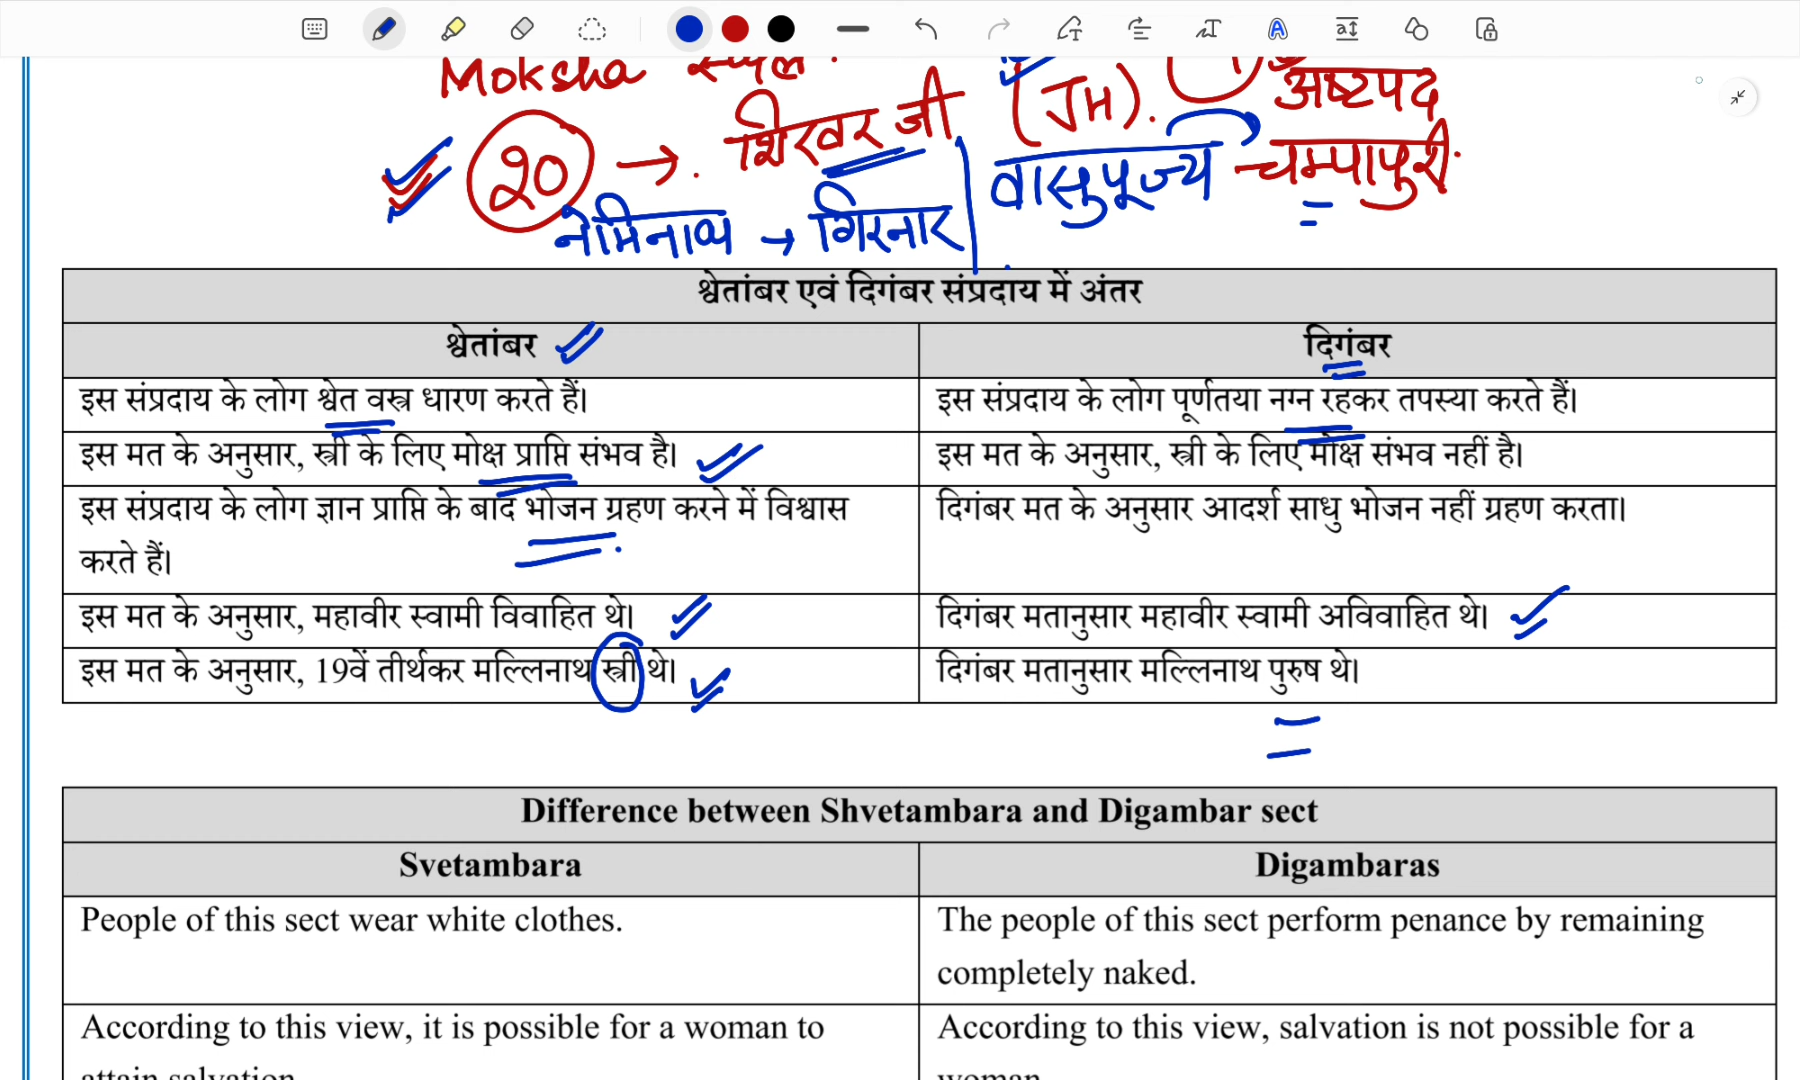 Moksha स्थल
(JH). अष्टपद
20 → शिखर जी वासुपूज्य - चम्पापुरी
नेमिनाथ → गिरनार
श्वेतांबर एवं दिगंबर संप्रदाय में अंतर
श्वेतांबर
दिगंबर
इस संप्रदाय के लोग श्वेत वस्त्र धारण करते हैं।
इस संप्रदाय के लोग पूर्णतया नग्न रहकर तपस्या करते हैं।
इस मत के अनुसार, स्त्री के लिए मोक्ष प्राप्ति संभव है।
इस मत के अनुसार, स्त्री के लिए मोक्ष संभव नहीं है।
इस संप्रदाय के लोग ज्ञान प्राप्ति के बाद भोजन ग्रहण करने में विश्वास
करते हैं।
दिगंबर मत के अनुसार आदर्श साधु भोजन नहीं ग्रहण करता।
इस मत के अनुसार, महावीर स्वामी विवाहित थे।
दिगंबर मतानुसार महावीर स्वामी अविवाहित थे।
इस मत के अनुसार, 19वें तीर्थकर मल्लिनाथ स्त्री थे।
दिगंबर मतानुसार मल्लिनाथ पुरुष थे।
Difference between Shvetambara and Digambar sect
Svetambara
Digambaras
People of this sect wear white clothes.
The people of this sect perform penance by remaining
completely naked.
According to this view, it is possible for a woman to
attain salvation
According to this view, salvation is not possible for a
woman